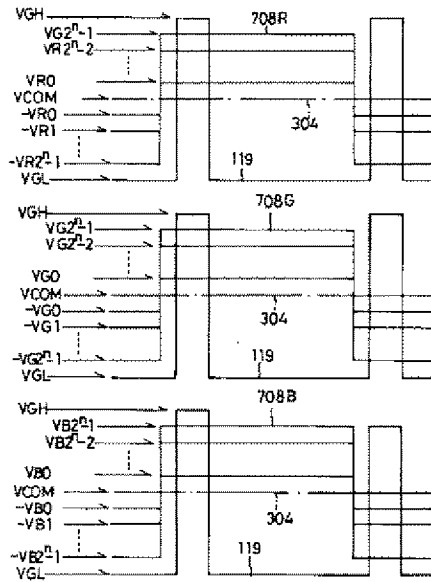 VGH
708R
VG2ⁿ-1
VR2ⁿ-2
VR0
VCOM
-VR0
304
-VR1
-VR2ⁿ-1
119
VGL
VGH
708G
VG2ⁿ-1
VG2ⁿ-2
VG0
VCOM
-VG0
304
-VG1
-VG2ⁿ-1
119
VGL
VGH
708B
VB2ⁿ-1
VB2ⁿ-2
VB0
VCOM
-VB0
304
-VB1
-VB2ⁿ-1
119
VGL